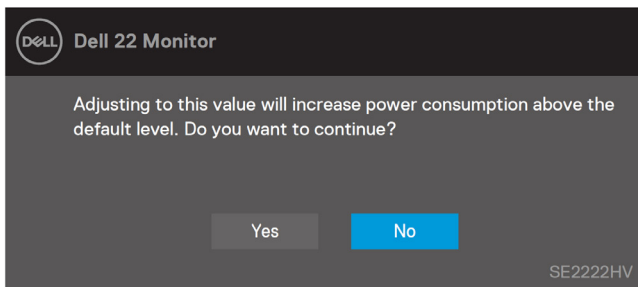 DELL Dell 22 Monitor
Adjusting to this value will increase power consumption above the
default level. Do you want to continue?
Yes No
SE2222HV